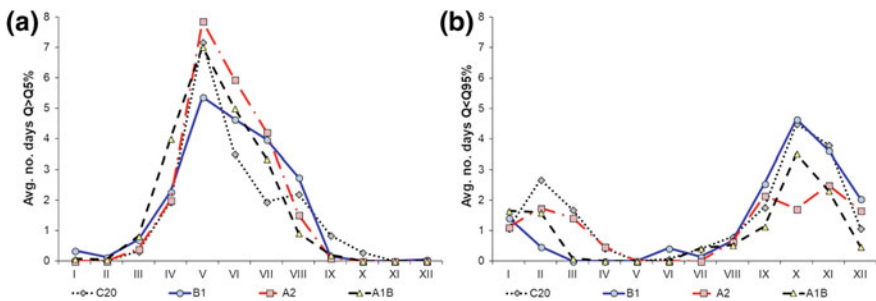 (a)
Avg. no. days Q>Q5%
8
7
6
5
4
3
2
1
0
I II III IV V VI VII VIII IX X XI XII
C20 B1 A2 A1B
(b)
Avg. no. days Q<Q95%
8
7
6
5
4
3
2
1
0
I II III IV V VI VII VIII IX X XI XII
C20 B1 A2 A1B